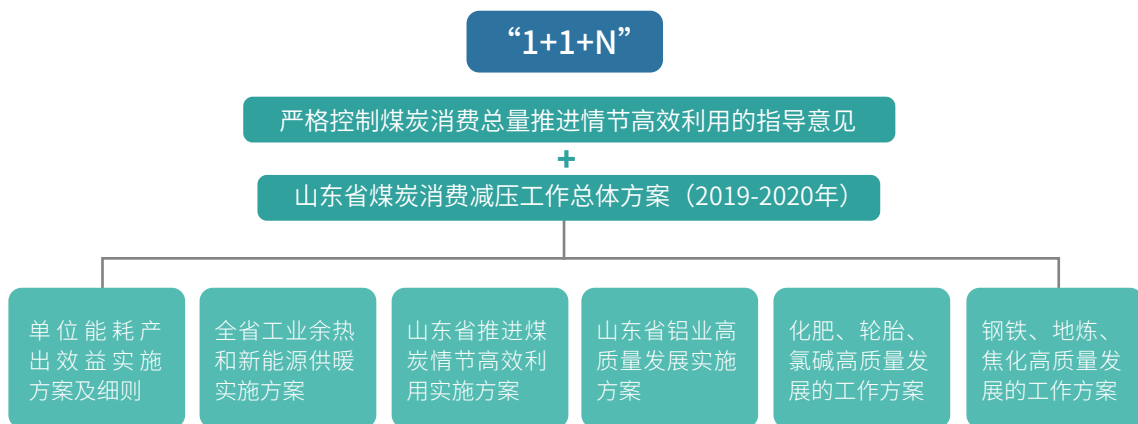 “1+1+N”
严格控制煤炭消费总量推进情节高效利用的指导意见
+
山东省煤炭消费减压工作总体方案（2019-2020年）
单位能耗产
出效益实施
方案及细则
全省工业余热
和新能源供暖
实施方案
山东省推进煤
炭情节高效利
用实施方案
山东省铝业高
质量发展实施
方案
化肥、轮胎、
氯碱高质量发
展的工作方案
钢铁、地炼、
焦化高质量发
展的工作方案